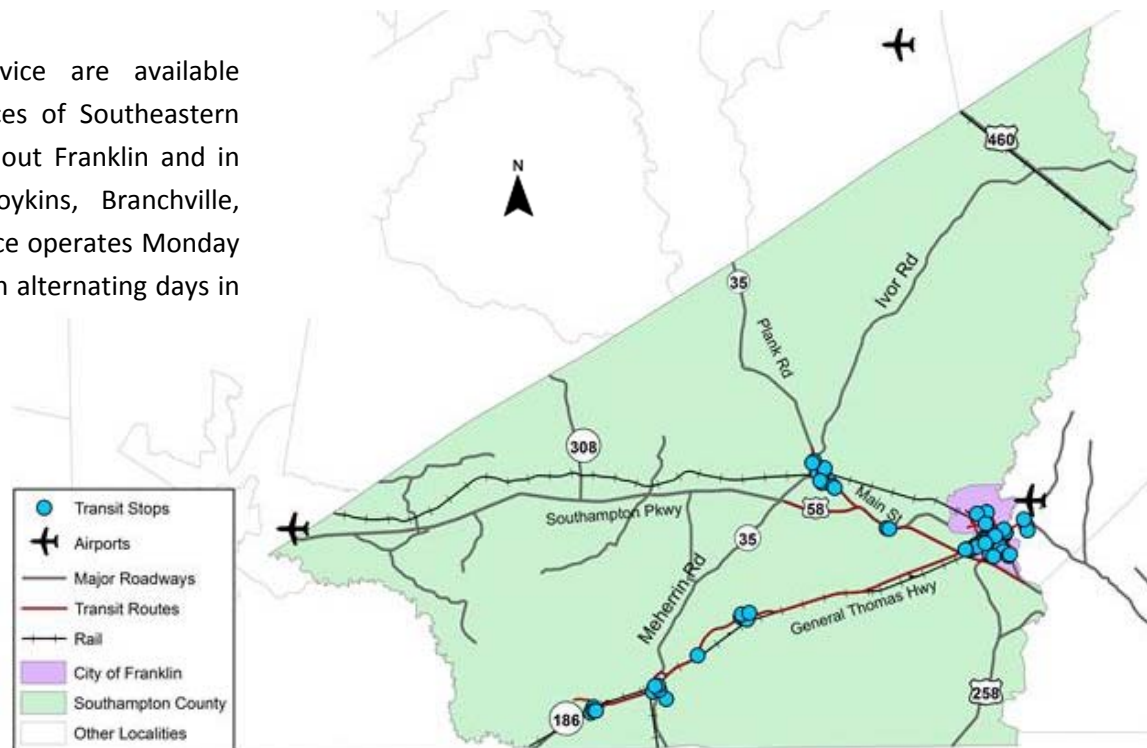 vice are available
ces of Southeastern
out Franklin and in
oykins, Branchville,
ce operates Monday
n alternating days in
N
460
35
Ivor Rd
Plank Rd
308
Main St
58
Southampton Pkwy
35
Meherrin Rd
General Thomas Hwy
258
186
Transit Stops
Airports
Major Roadways
Transit Routes
Rail
City of Franklin
Southampton County
Other Localities